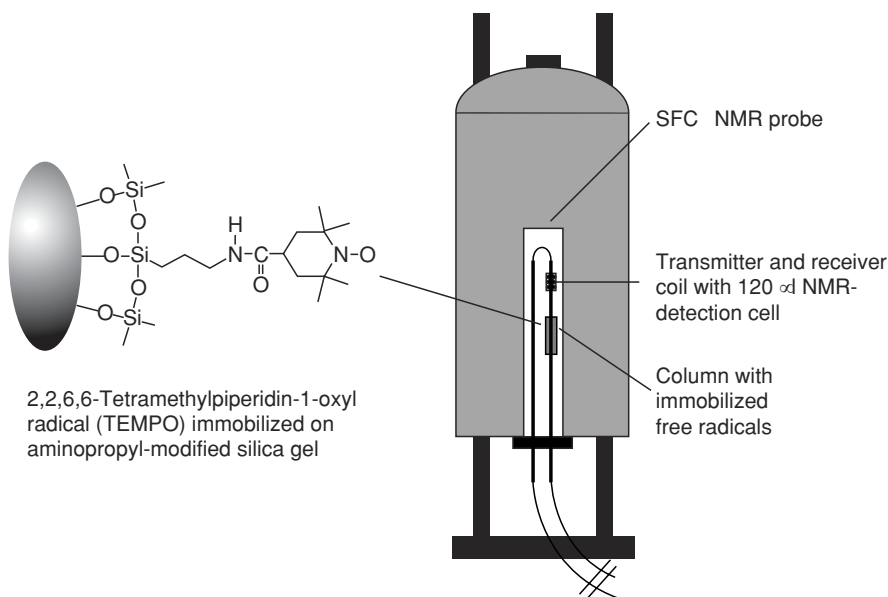 SFC NMR probe
Si
O
O
H
O
Si
N
C
N
O
O
O
O
Si
Transmitter and receiver
coil with 120 ∝l NMR-
detection cell
Column with
immobilized
free radicals
2,2,6,6-Tetramethylpiperidin-1-oxyl
radical (TEMPO) immobilized on
aminopropyl-modified silica gel